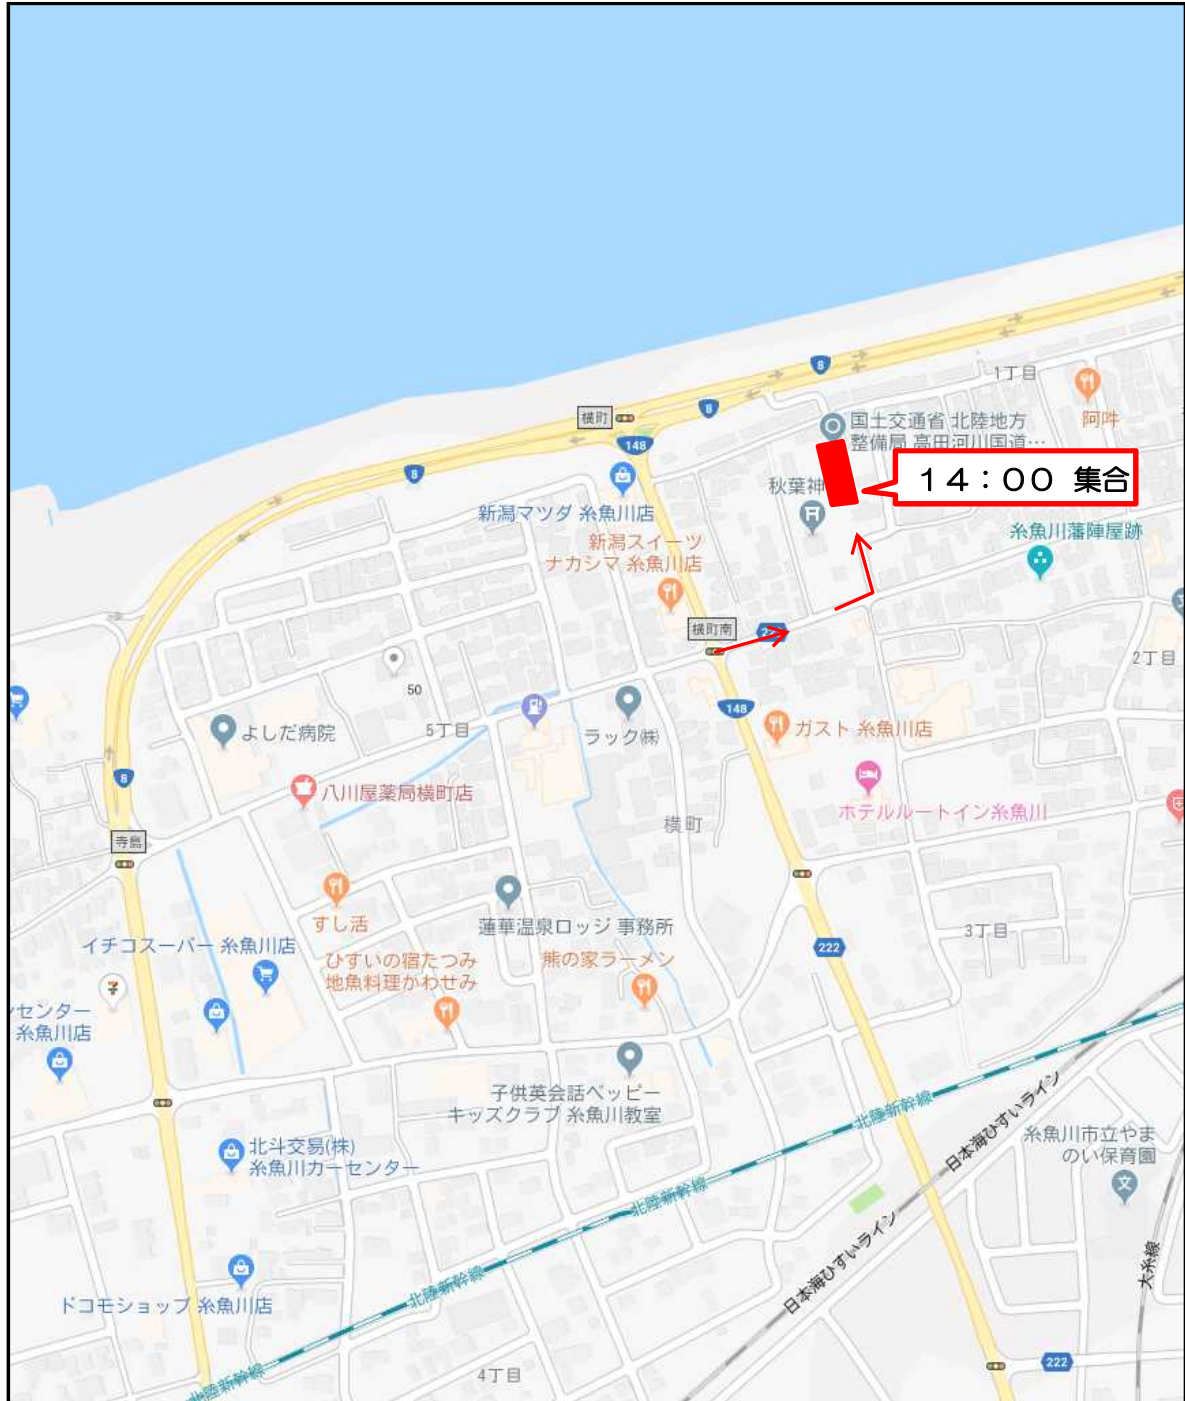 1丁目
8
阿吽
横町
8
国土交通省 北陸地方
整備局 高田河川国道…
148
8
14：00 集合
秋葉神
新潟マツダ 糸魚川店
糸魚川藩陣屋跡
新潟スイーツ
ナカシマ 糸魚川店
横町南
2丁目
50
148
5丁目
よしだ病院
ラック㈱
ガスト 糸魚川店
8
八川屋薬局横町店
ホテルルートイン糸魚川
横町
寺島
すし活
蓮華温泉ロッジ 事務所
3丁目
イチコスーパー 糸魚川店
222
ひすいの宿たつみ
地魚料理かわせみ
熊の家ラーメン
ンセンター
糸魚川店
子供英会話ペッピー
キッズクラブ 糸魚川教室
北陸新幹線
日本海ひすいライン
糸魚川市立やま
のい保育園
北斗交易(株)
糸魚川カーセンター
北陸新幹線
日本海ひすいライン
大糸線
北陸新幹線
ドコモショップ 糸魚川店
222
4丁目
北陸新幹線